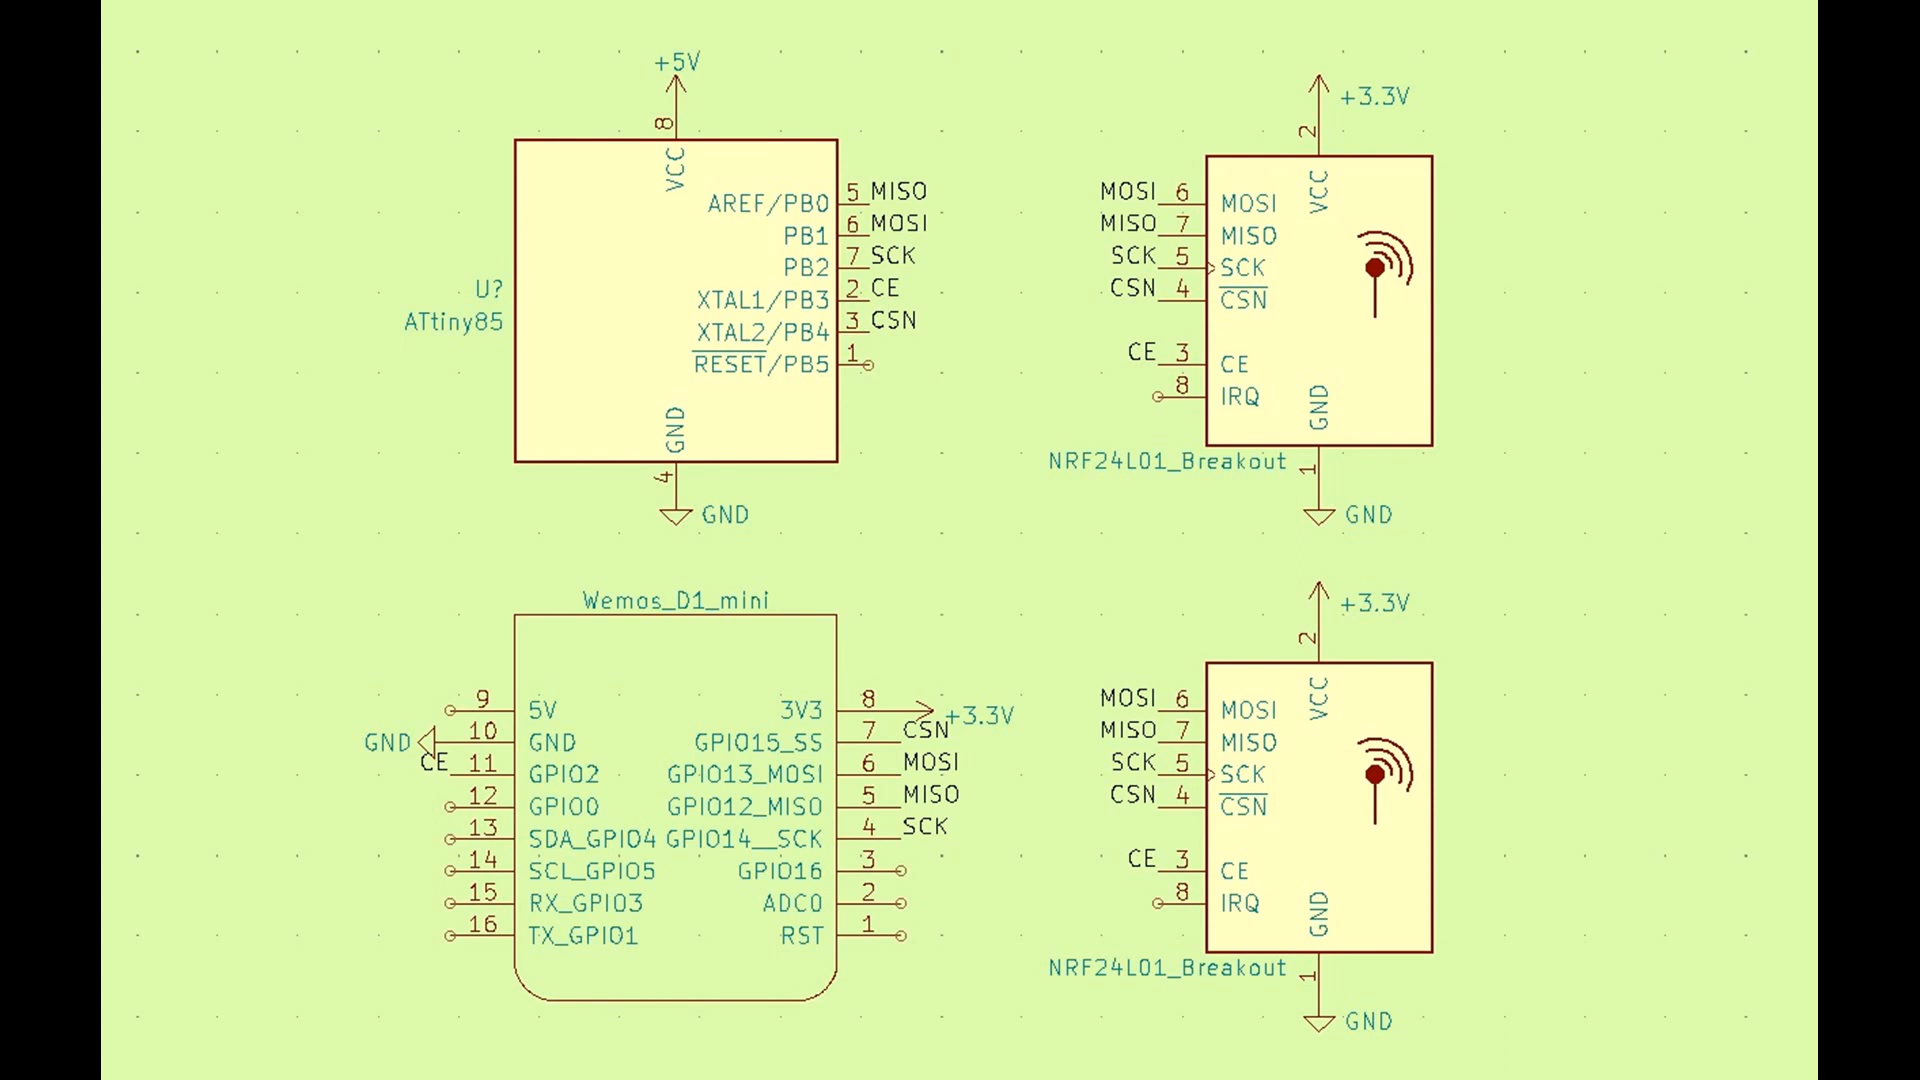 +5V
8
VCC
AREF/PB0 5 MISO
PB1 6 MOSI
PB2 7 SCK
XTAL1/PB3 2 CE
XTAL2/PB4 3 CSN
RESET/PB5 1
U?
ATtiny85
GND
4
GND
+3.3V
2
VCC
MOSI 6 MOSI
MISO 7 MISO
SCK 5 SCK
CSN 4 CSN
CE 3 CE
8 IRQ
GND
NRF24L01_Breakout
1
GND
Wemos_D1_mini
9 5V
GND 10 GND
CE 11 GPIO2
12 GPIO0
13 SDA_GPIO4
14 SCL_GPIO5
15 RX_GPIO3
16 TX_GPIO1
3V3 8 +3.3V
GPIO15_SS 7 CSN
GPIO13_MOSI 6 MOSI
GPIO12_MISO 5 MISO
GPIO14__SCK 4 SCK
GPIO16 3
ADC0 2
RST 1
+3.3V
2
VCC
MOSI 6 MOSI
MISO 7 MISO
SCK 5 SCK
CSN 4 CSN
CE 3 CE
8 IRQ
GND
NRF24L01_Breakout
1
GND